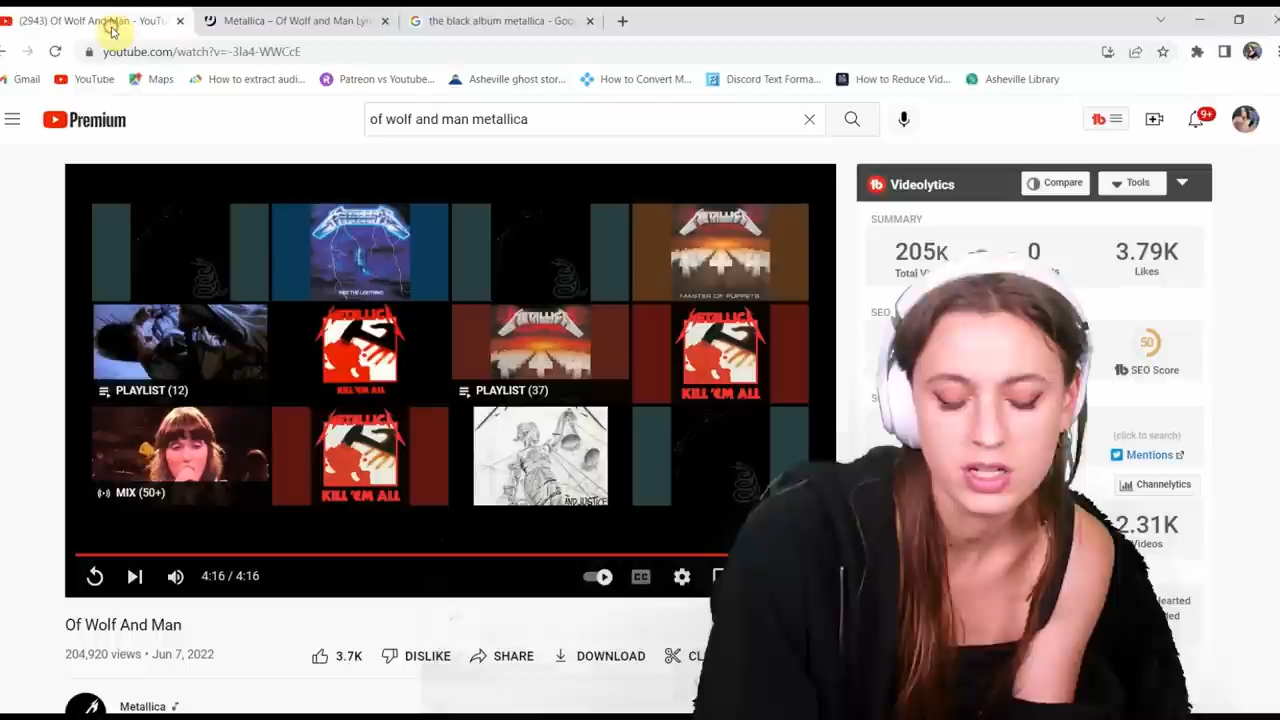 (2943) Of Wolf And Man - YouTu
Metallica – Of Wolf and Man Lyr
the black album metallica - Goo
youtube.com/watch?v=-3la4-WWCcE
Gmail
YouTube
Maps
How to extract audi...
Patreon vs Youtube...
Asheville ghost stor...
How to Convert M...
Discord Text Forma...
How to Reduce Vid...
Asheville Library
Premium
of wolf and man metallica
9+
Videolytics
Compare
Tools
SUMMARY
205K
0
3.79K
Total
Likes
SEO
50
SEO Score
(click to search)
Mentions
Channelytics
2.31K
METALLICA
RIDE THE LIGHTNING
METALLICA
MASTER OF PUPPETS
PLAYLIST (12)
METALLICA
KILL 'EM ALL
METALLICA
PLAYLIST (37)
METALLICA
KILL 'EM ALL
MIX (50+)
METALLICA
KILL 'EM ALL
AND JUSTICE
4:16 / 4:16
CC
Of Wolf And Man
204,920 views • Jun 7, 2022
3.7K
DISLIKE
SHARE
DOWNLOAD
Metallica